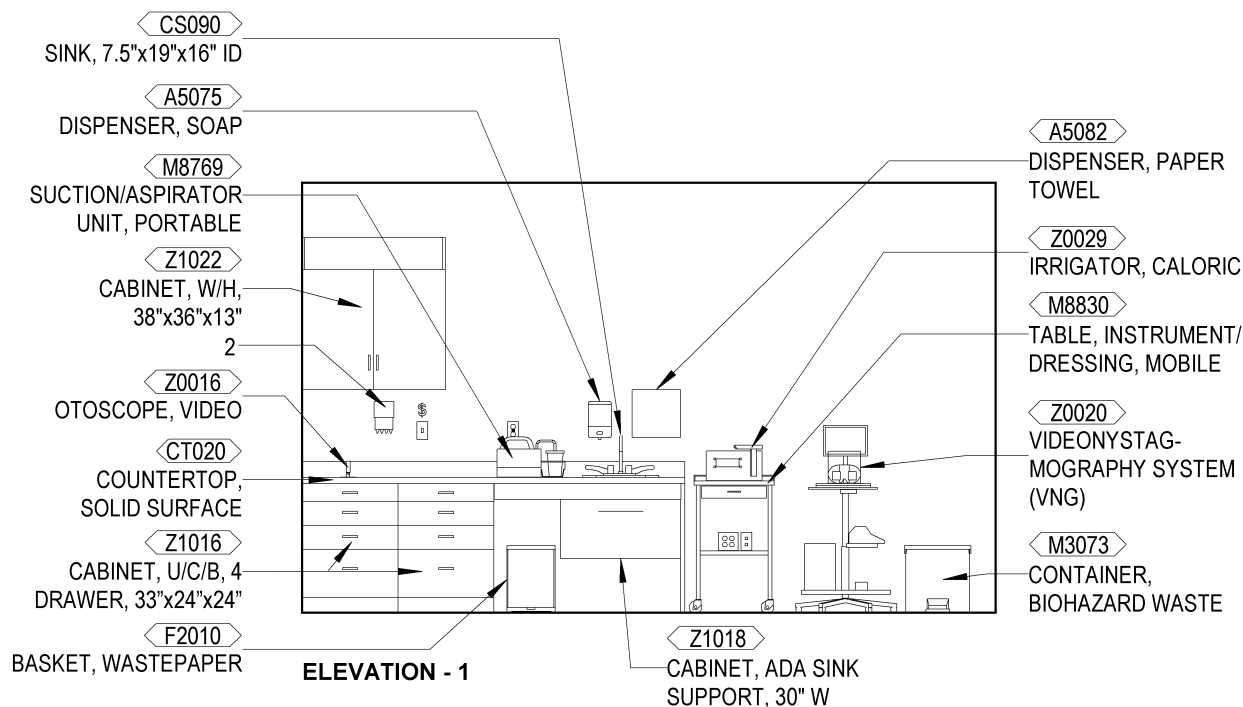 CS090
SINK, 7.5"x19"x16" ID
A5075
DISPENSER, SOAP
M8769
SUCTION/ASPIRATOR
UNIT, PORTABLE
Z1022
CABINET, W/H,
38"x36"x13"
2
Z0016
OTOSCOPE, VIDEO
CT020
COUNTERTOP,
SOLID SURFACE
Z1016
CABINET, U/C/B, 4
DRAWER, 33”x24”x24”
F2010
BASKET, WASTEPAPER
$
ELEVATION - 1
Z1018
CABINET, ADA SINK
SUPPORT, 30" W
A5082
DISPENSER, PAPER
TOWEL
Z0029
IRRIGATOR, CALORIC
M8830
TABLE, INSTRUMENT/
DRESSING, MOBILE
Z0020
VIDEONYSTAG-
MOGRAPHY SYSTEM
(VNG)
M3073
CONTAINER,
BIOHAZARD WASTE